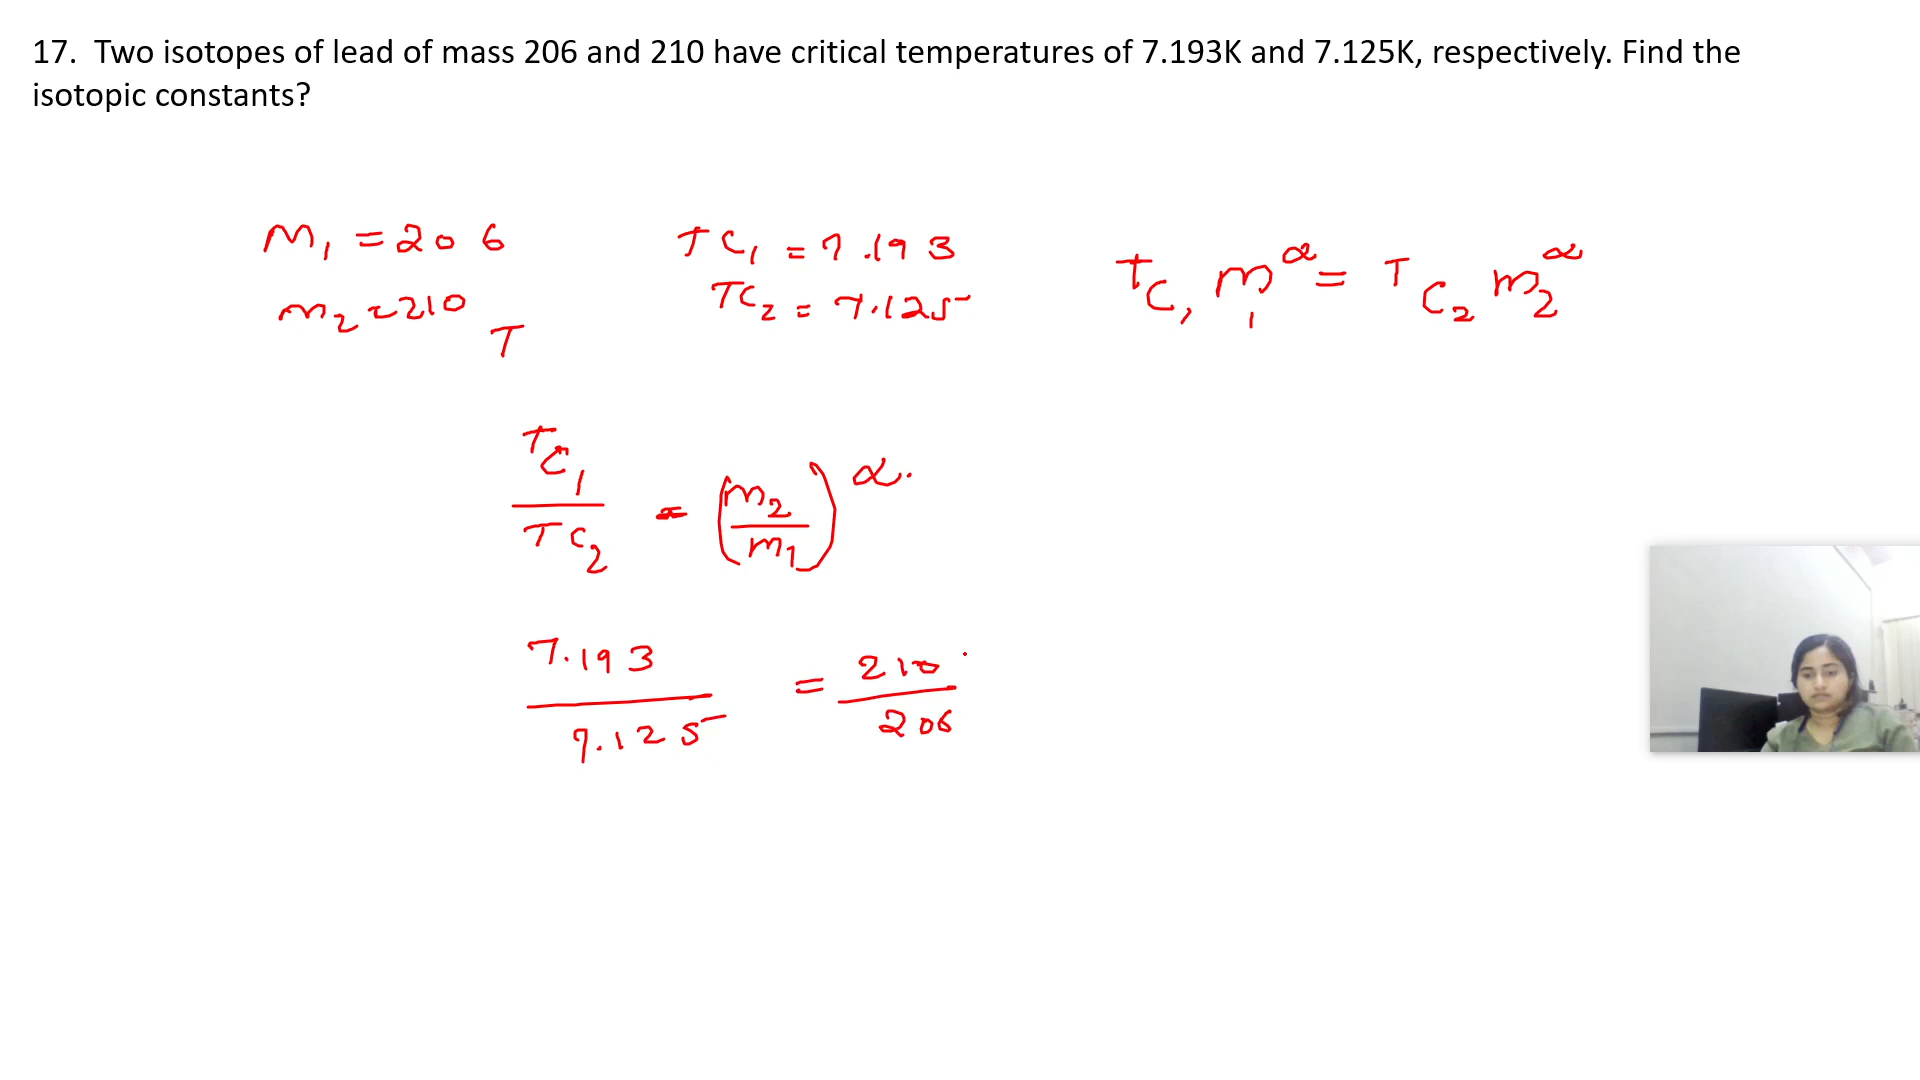 17. Two isotopes of lead of mass 206 and 210 have critical temperatures of 7.193K and 7.125K, respectively. Find the
isotopic constants?
M₁ = 206
TC₁ = 7.193
TC₁ m₁^α = TC₂ m₂^α
m₂ = 210
TC₂ = 7.125
T
TC₁ / TC₂ = (m₂ / m₁)^α.
7.193 / 7.125 = 210 / 206